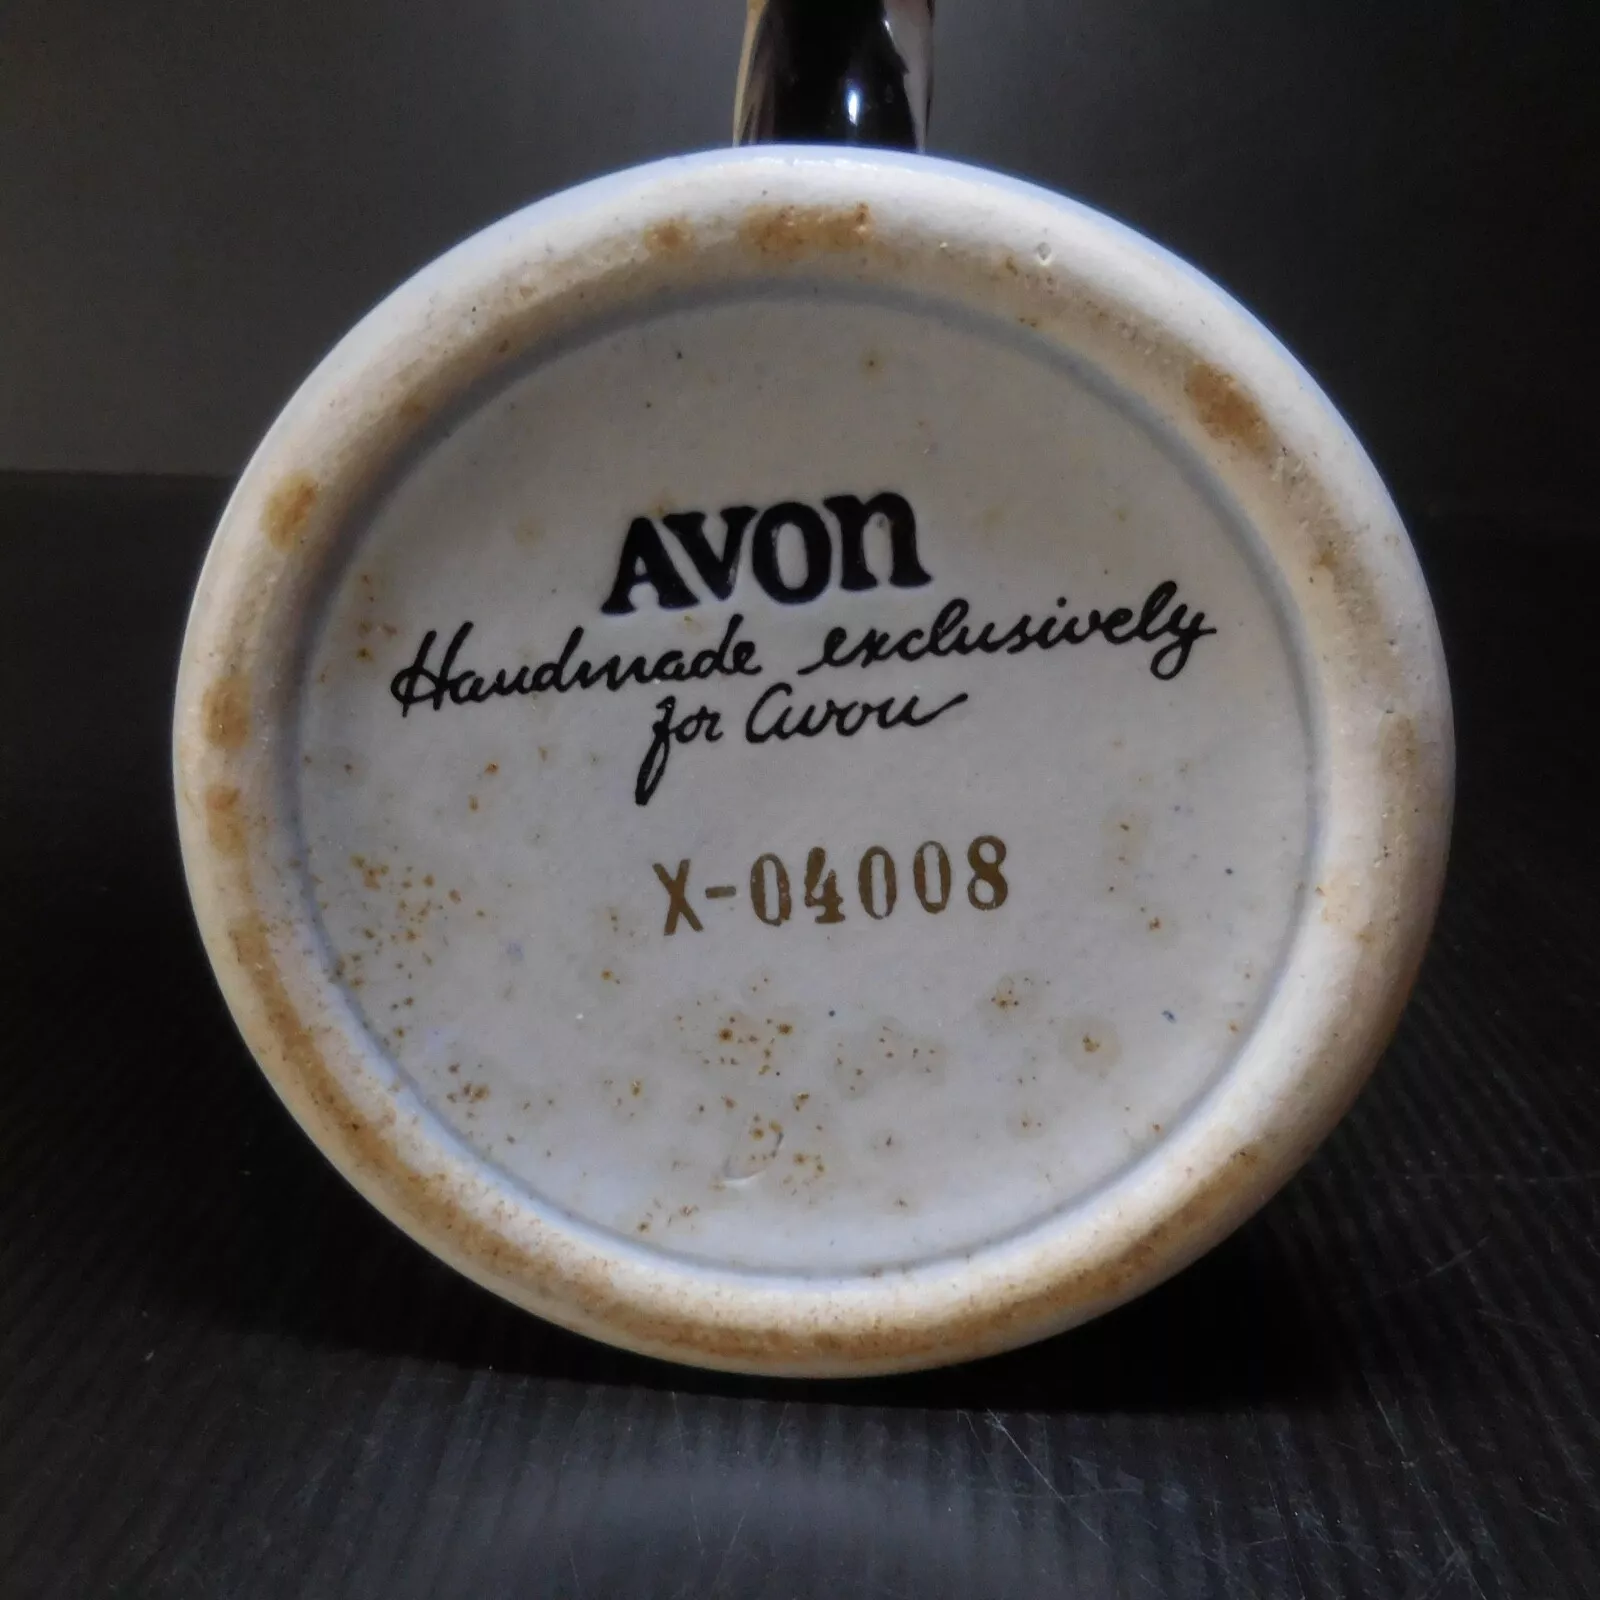 AVON
Handmade exclusively
for Avon
X-04008